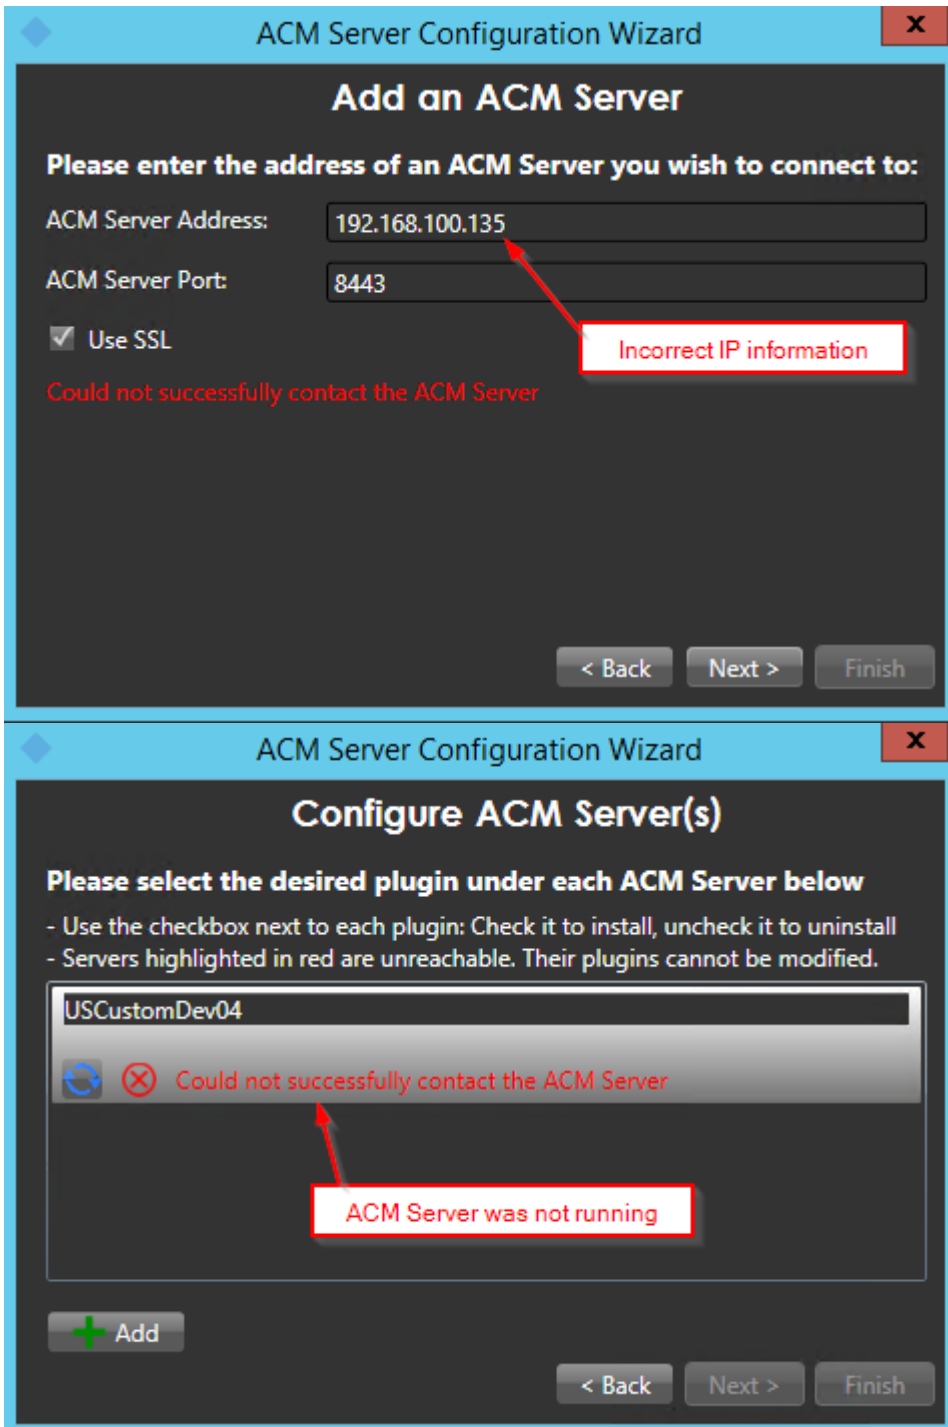 ACM Server Configuration Wizard
x
Add an ACM Server
Please enter the address of an ACM Server you wish to connect to:
ACM Server Address:
192.168.100.135
ACM Server Port:
8443
Use SSL
Incorrect IP information
Could not successfully contact the ACM Server
< Back
Next >
Finish
ACM Server Configuration Wizard
x
Configure ACM Server(s)
Please select the desired plugin under each ACM Server below
- Use the checkbox next to each plugin: Check it to install, uncheck it to uninstall
- Servers highlighted in red are unreachable. Their plugins cannot be modified.
USCustomDev04
Could not successfully contact the ACM Server
ACM Server was not running
Add
< Back
Next >
Finish